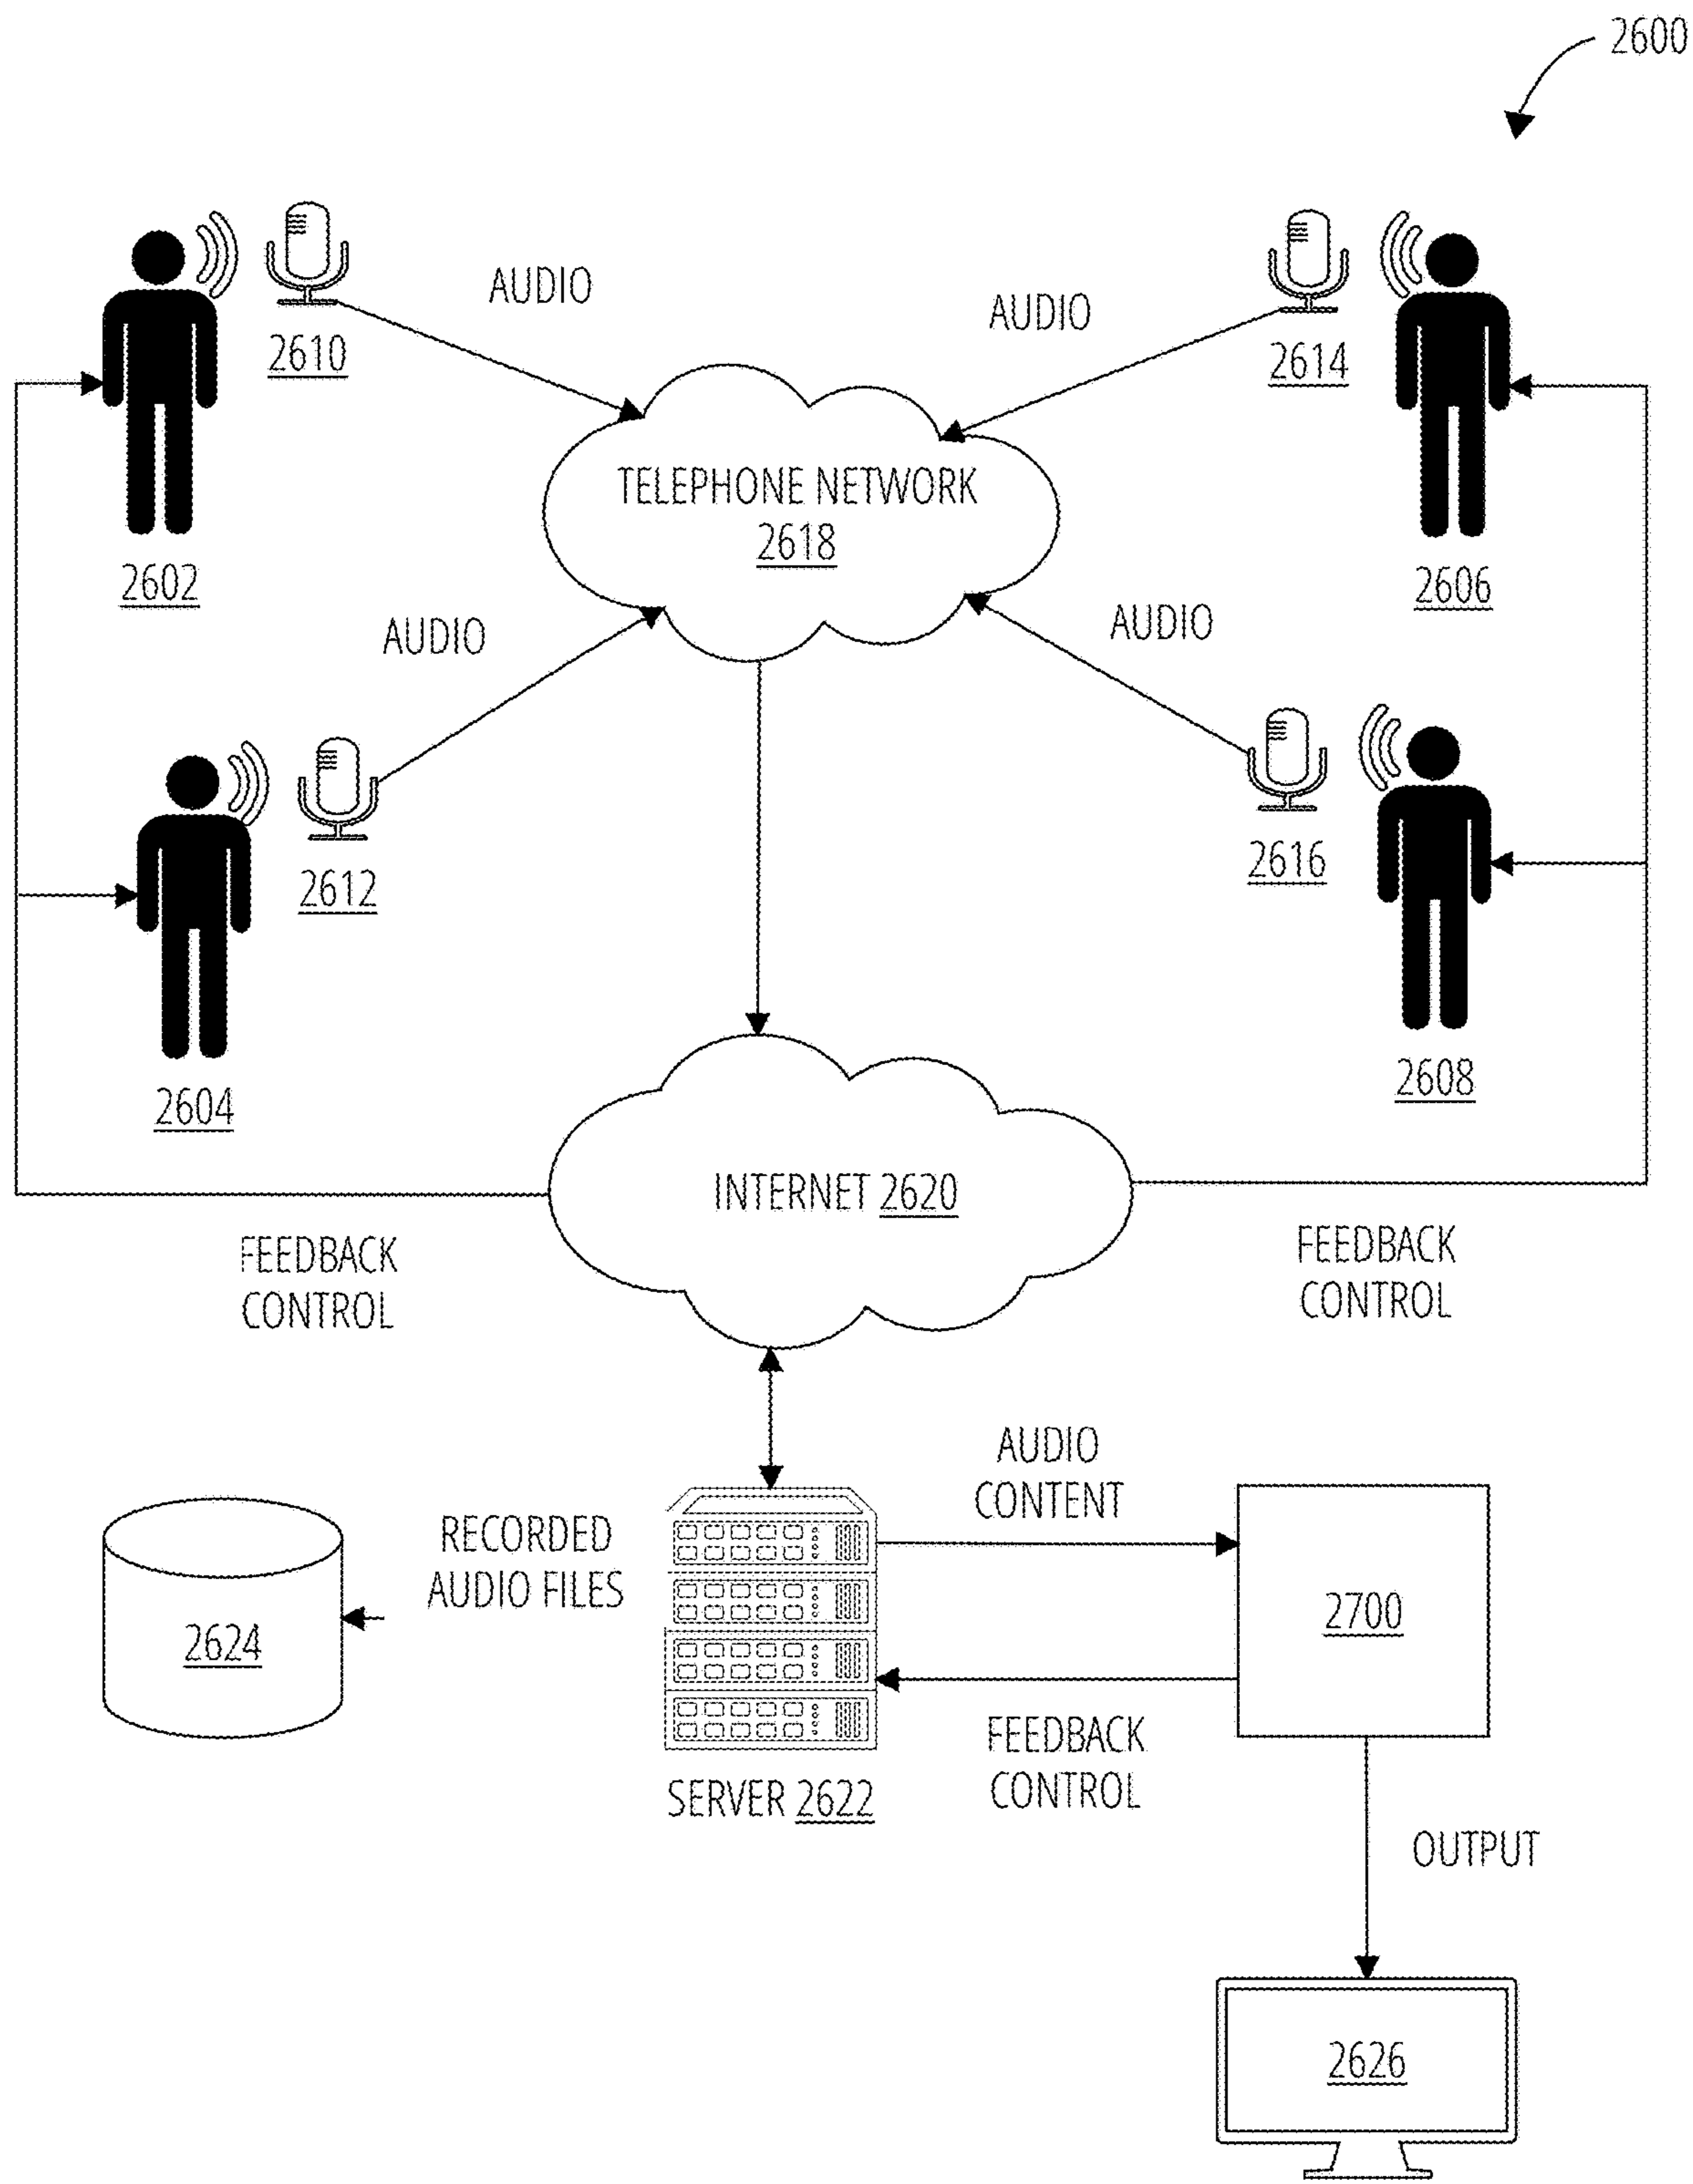 2600
AUDIO
AUDIO
2610
2614
TELEPHONE NETWORK
2618
2602
2606
AUDIO
AUDIO
2612
2616
2604
2608
INTERNET 2620
FEEDBACK
CONTROL
FEEDBACK
CONTROL
AUDIO
CONTENT
RECORDED
AUDIO FILES
2624
2700
FEEDBACK
CONTROL
SERVER 2622
OUTPUT
2626